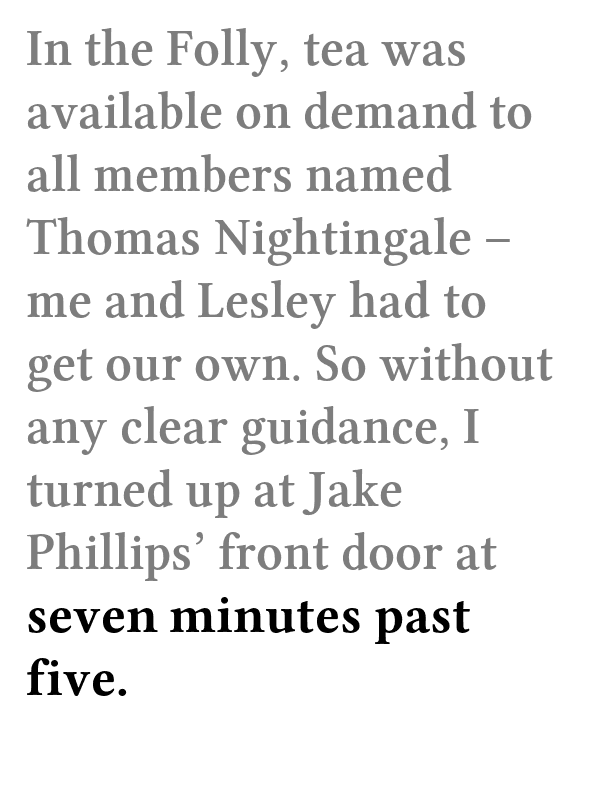 In the Folly, tea was
available on demand to
all members named
Thomas Nightingale –
me and Lesley had to
get our own. So without
any clear guidance, I
turned up at Jake
Phillips’ front door at
seven minutes past
five.